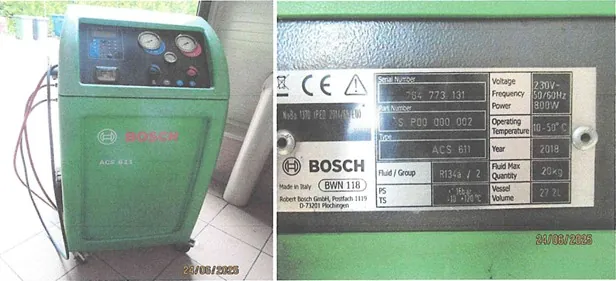 BOSCH
ACS 611
24/06/2025
CE
Serial Number
784 773 131
Part Number
000 002
Type
ACS 611
Fluid / Group
R134a / 2
PS
TS
Voltage
Frequency
Power
230V~
50/60Hz
800W
Operating
Temperature
10-50°C
Year
2018
Fluid Max
Quantity
20kg
Vessel
Volume
27.2L
BOSCH
Made in Italy
BWN 118
Robert Bosch GmbH, Postfach 1119
D-73201 Plochingen
24/06/2025